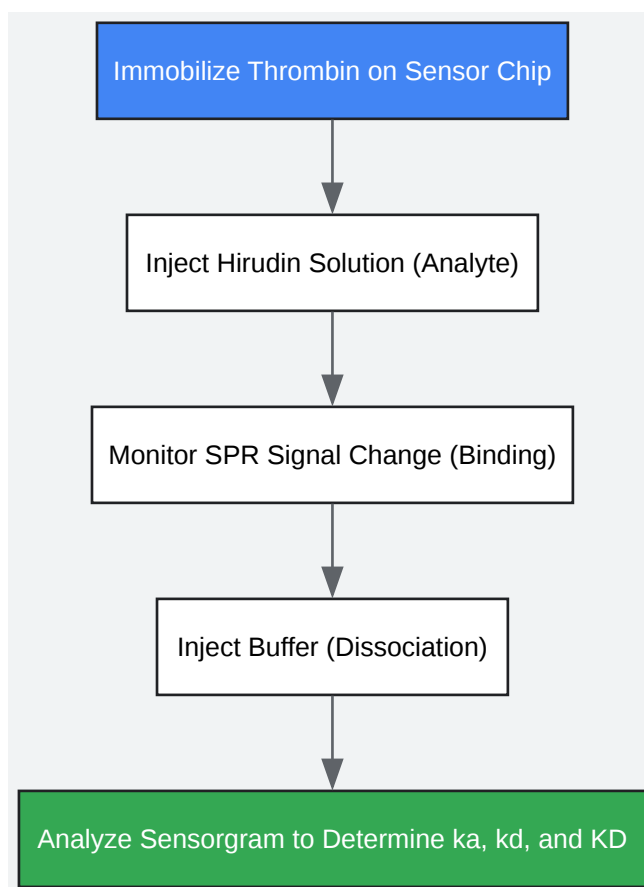 Immobilize Thrombin on Sensor Chip
Inject Hirudin Solution (Analyte)
Monitor SPR Signal Change (Binding)
Inject Buffer (Dissociation)
Analyze Sensorgram to Determine ka, kd, and KD